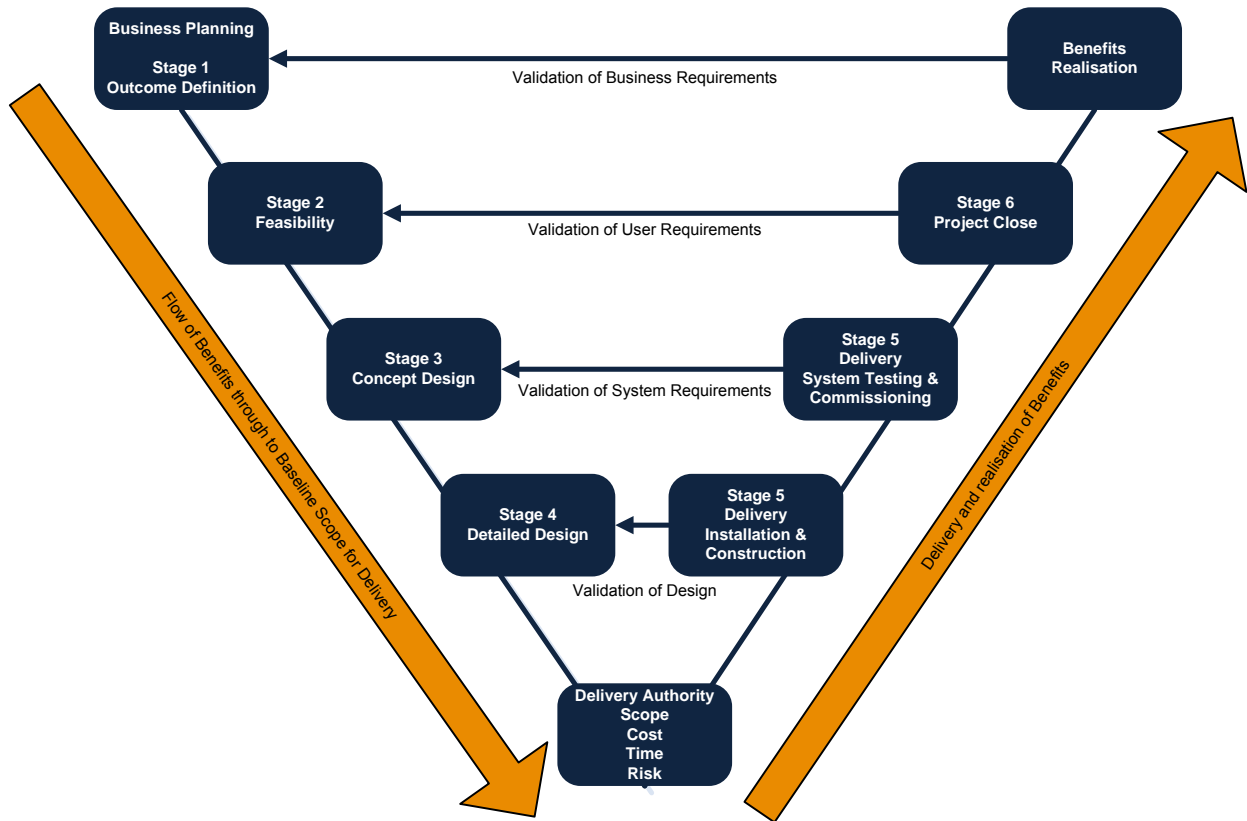 Business Planning
Stage 1
Outcome Definition
Benefits
Realisation
Validation of Business Requirements
Stage 2
Feasibility
Stage 6
Project Close
Validation of User Requirements
Flow of Benefits through to Baseline Scope for Delivery
Delivery and realisation of Benefits
Stage 3
Concept Design
Stage 5
Delivery
System Testing &
Commissioning
Validation of System Requirements
Stage 4
Detailed Design
Stage 5
Delivery
Installation &
Construction
Validation of Design
Delivery Authority
Scope
Cost
Time
Risk